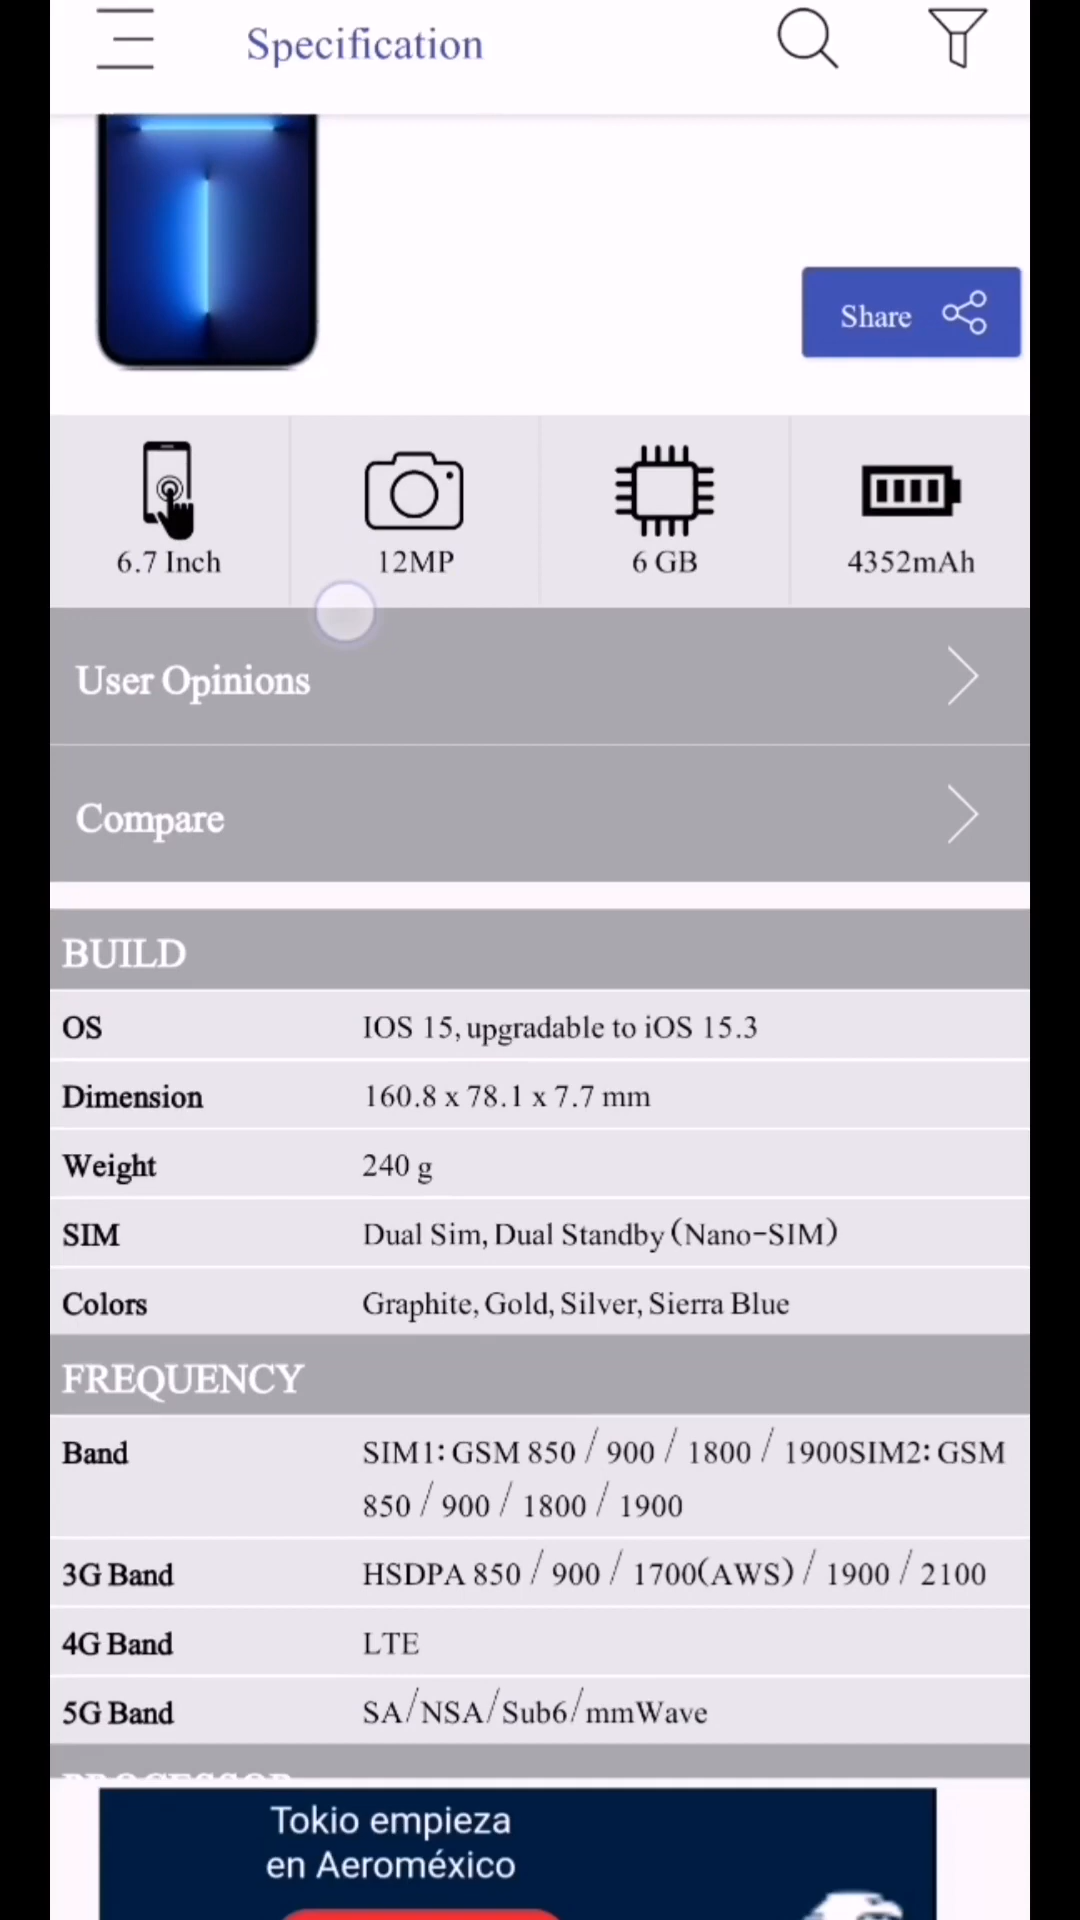 Specification
Share
6.7 Inch 12MP 6 GB 4352mAh
User Opinions
Compare
BUILD
OS IOS 15, upgradable to iOS 15.3
Dimension 160.8 x 78.1 x 7.7 mm
Weight 240 g
SIM Dual Sim, Dual Standby (Nano-SIM)
Colors Graphite, Gold, Silver, Sierra Blue
FREQUENCY
Band SIM1: GSM 850 / 900 / 1800 / 1900SIM2: GSM
850 / 900 / 1800 / 1900
3G Band HSDPA 850 / 900 / 1700(AWS) / 1900 / 2100
4G Band LTE
5G Band SA/NSA/Sub6/mmWave
PROCESSOR
Tokio empieza
en Aeroméxico